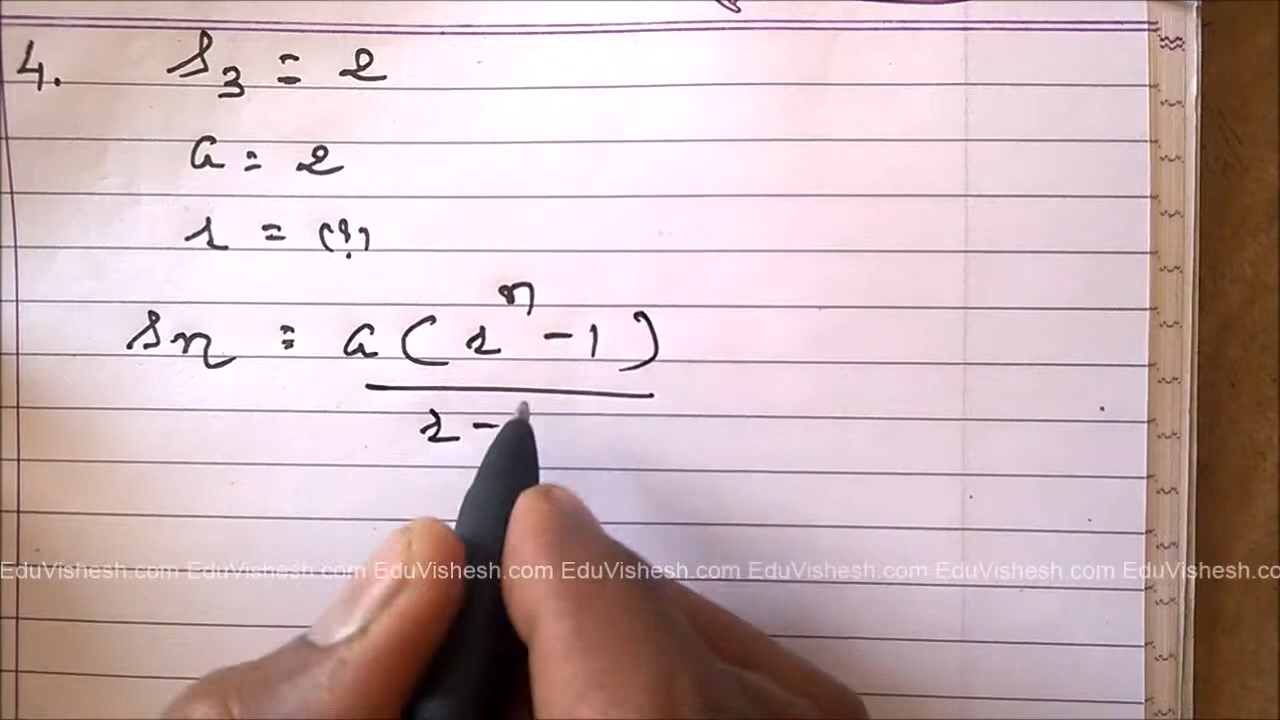 4. S3 = 2
a = 2
r = (?)
Sn = a(r^n - 1)
r -
EduVishesh.com EduVishesh.com EduVishesh.com EduVishesh.com EduVishesh.com EduVishesh.com EduVishesh.co